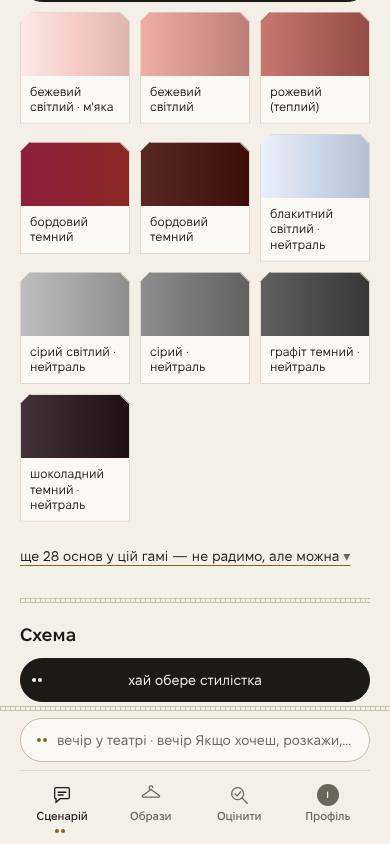 бежевий
світлий · м'яка
бежевий
світлий
рожевий
(теплий)
бордовий
темний
бордовий
темний
блакитний
світлий ·
нейтраль
сірий світлий ·
нейтраль
сірий ·
нейтраль
графіт темний ·
нейтраль
шоколадний
темний ·
нейтраль
ще 28 основ у цій гамі — не радимо, але можна ▾
Схема
хай обере стилістка
вечір у театрі · вечір Якщо хочеш, розкажи,...
Сценарій
Образи
Оцінити
І
Профіль